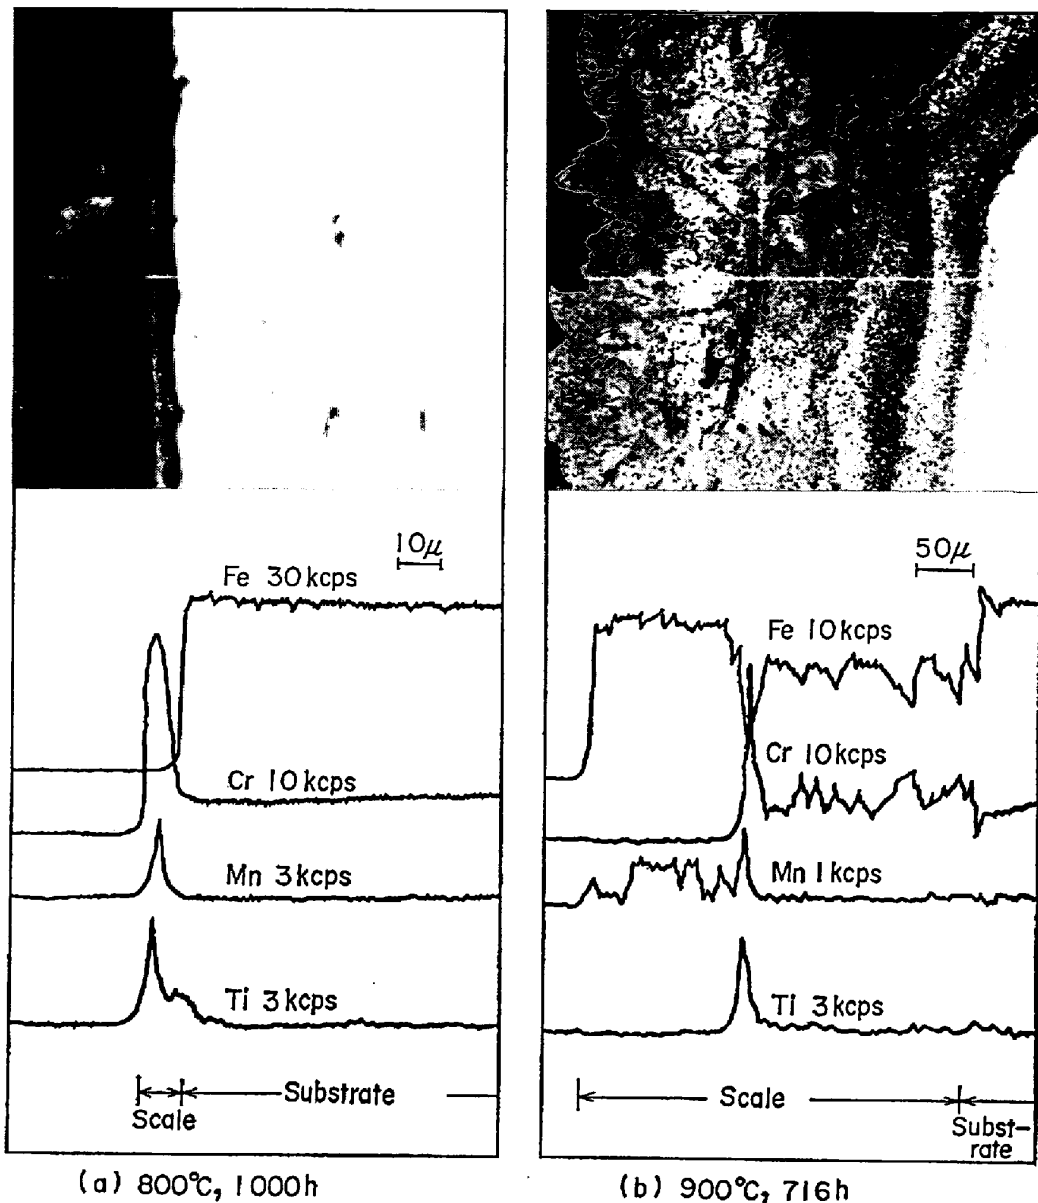 10μ
Fe 30kcps
Cr 10kcps
Mn 3kcps
Ti 3kcps
Substrate
Scale
(a) 800°C, 1000h
50μ
Fe 10kcps
Cr 10kcps
Mn 1kcps
Ti 3kcps
Scale
Subst-
rate
(b) 900°C, 716h